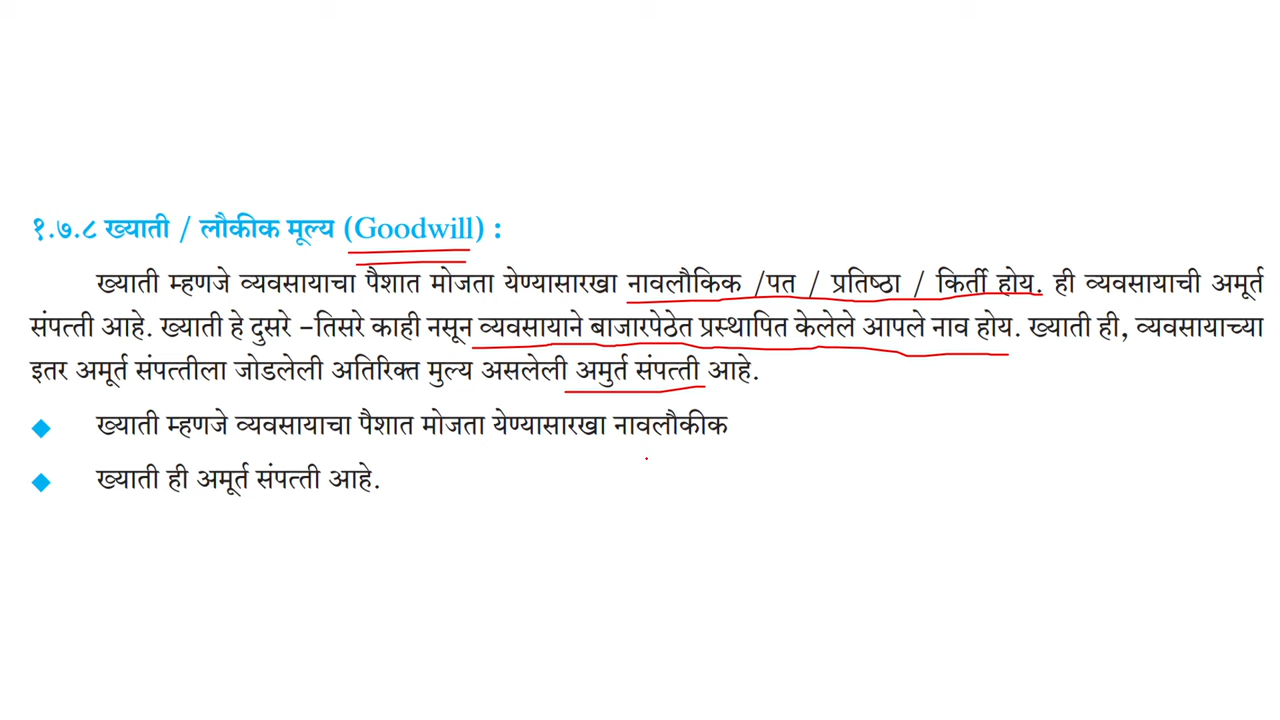 १.७.८ ख्याती / लौकीक मूल्य (Goodwill) :
ख्याती म्हणजे व्यवसायाचा पैशात मोजता येण्यासारखा नावलौकिक /पत / प्रतिष्ठा / किर्ती होय. ही व्यवसायाची अमूर्त
संपत्ती आहे. ख्याती हे दुसरे –तिसरे काही नसून व्यवसायाने बाजारपेठेत प्रस्थापित केलेले आपले नाव होय. ख्याती ही, व्यवसायाच्या
इतर अमूर्त संपत्तीला जोडलेली अतिरिक्त मुल्य असलेली अमुर्त संपत्ती आहे.
◆ ख्याती म्हणजे व्यवसायाचा पैशात मोजता येण्यासारखा नावलौकीक
◆ ख्याती ही अमूर्त संपत्ती आहे.